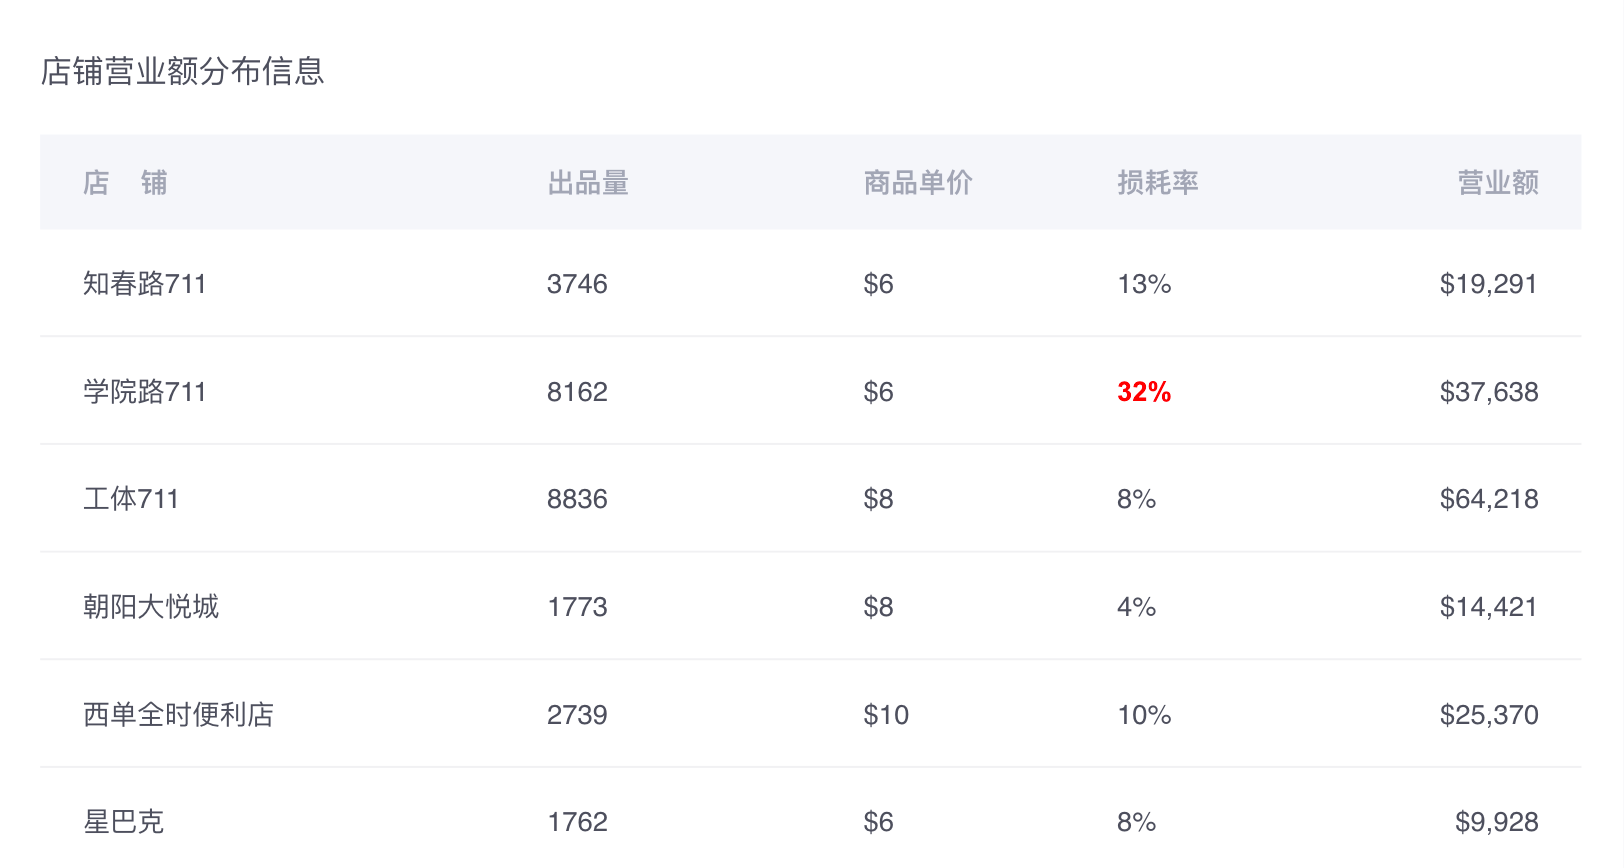 店铺营业额分布信息
店 铺 出品量 商品单价 损耗率 营业额
知春路711 3746 $6 13% $19,291
学院路711 8162 $6 32% $37,638
工体711 8836 $8 8% $64,218
朝阳大悦城 1773 $8 4% $14,421
西单全时便利店 2739 $10 10% $25,370
星巴克 1762 $6 8% $9,928